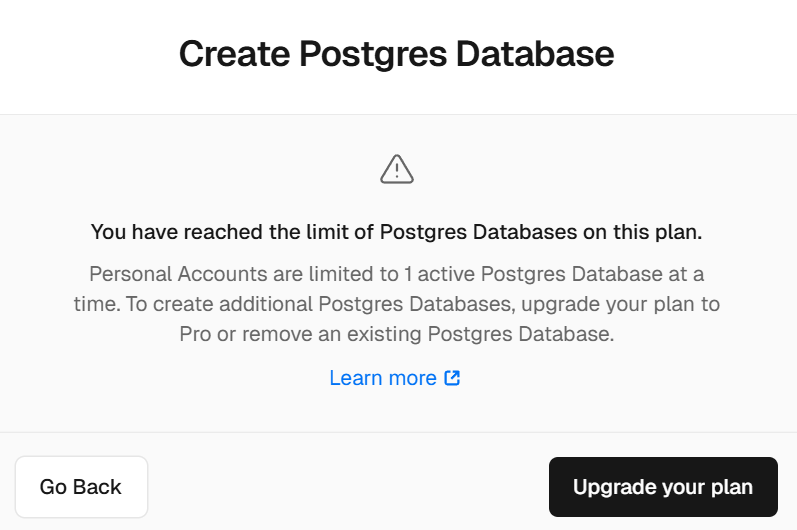 Create Postgres Database
You have reached the limit of Postgres Databases on this plan.
Personal Accounts are limited to 1 active Postgres Database at a
time. To create additional Postgres Databases, upgrade your plan to
Pro or remove an existing Postgres Database.
Learn more
Go Back
Upgrade your plan